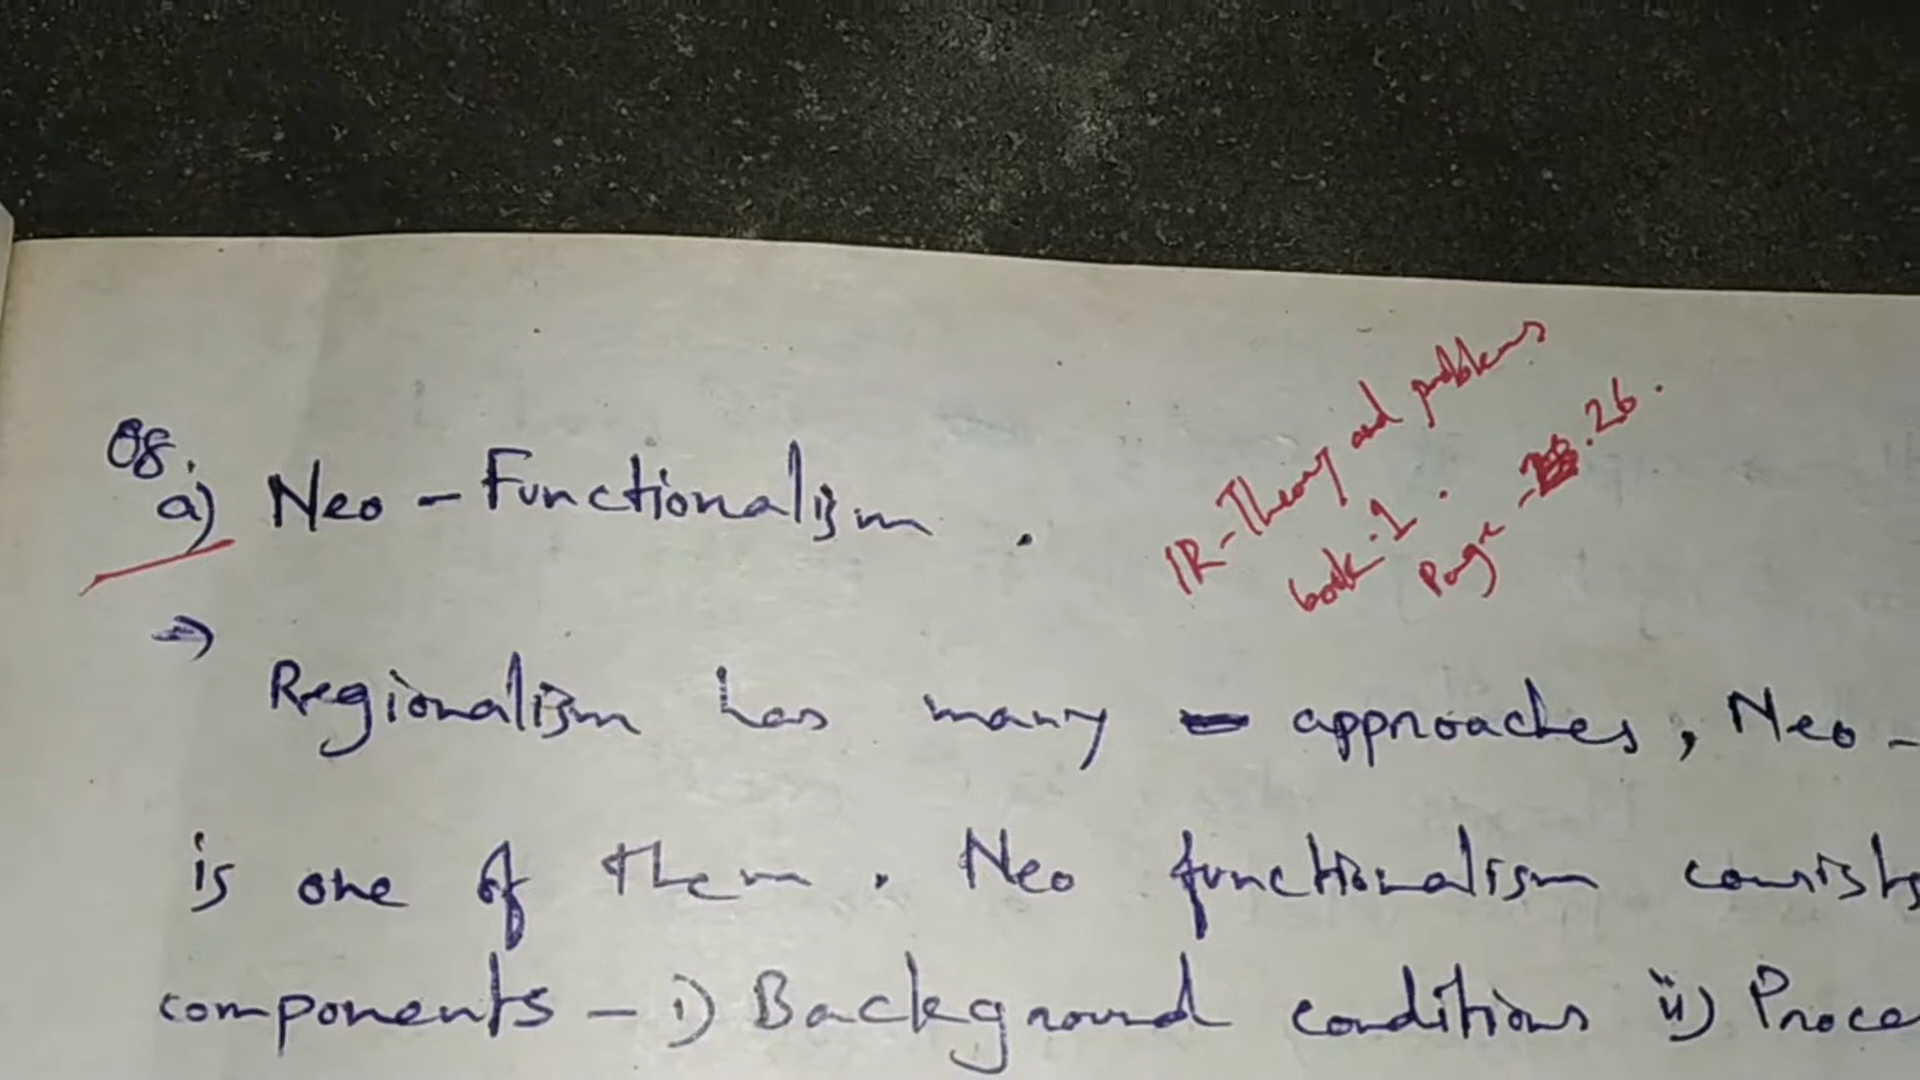 08.
a) Neo-Functionalism.
IR-Theory and problems
book-1.
Page - 26.
⇒
Regionalism has many approaches, Neo-
is one of them. Neo functionalism consists
components - i) Background conditions ii)